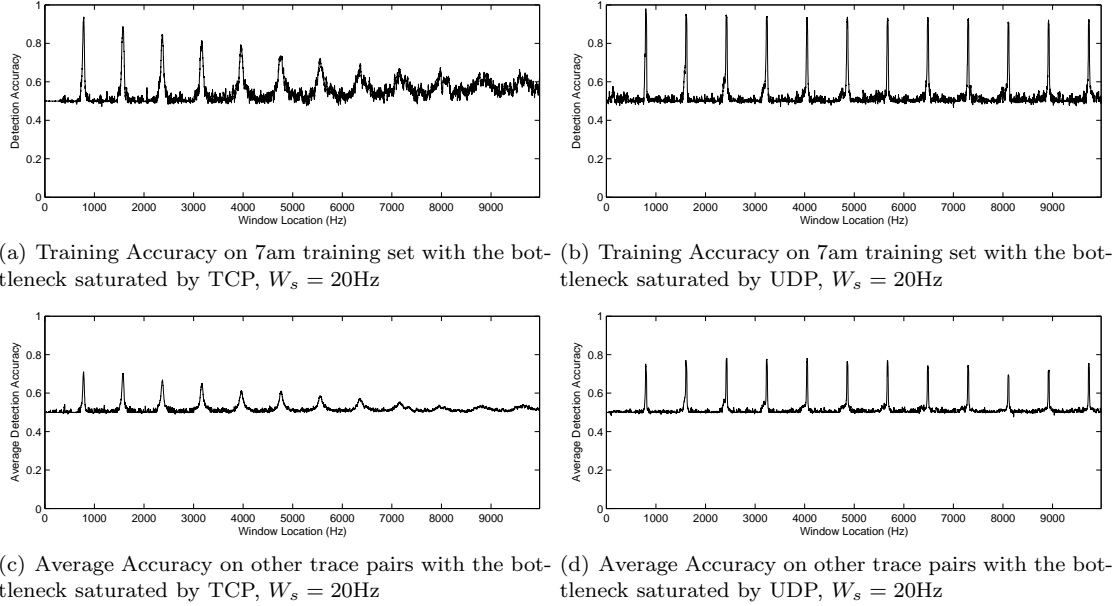 1
0.8
0.6
0.4
0.2
0
Detection Accuracy
0 1000 2000 3000 4000 5000 6000 7000 8000 9000
Window Location (Hz)
(a) Training Accuracy on 7am training set with the bot-
tleneck saturated by TCP, W_s = 20Hz
1
0.8
0.6
0.4
0.2
0
Detection Accuracy
0 1000 2000 3000 4000 5000 6000 7000 8000 9000
Window Location (Hz)
(b) Training Accuracy on 7am training set with the bot-
tleneck saturated by UDP, W_s = 20Hz
1
0.8
0.6
0.4
0.2
0
Average Detection Accuracy
0 1000 2000 3000 4000 5000 6000 7000 8000 9000
Window Location (Hz)
(c) Average Accuracy on other trace pairs with the bot-
tleneck saturated by TCP, W_s = 20Hz
1
0.8
0.6
0.4
0.2
0
Average Detection Accuracy
0 1000 2000 3000 4000 5000 6000 7000 8000 9000
Window Location (Hz)
(d) Average Accuracy on other trace pairs with the bot-
tleneck saturated by UDP, W_s = 20Hz